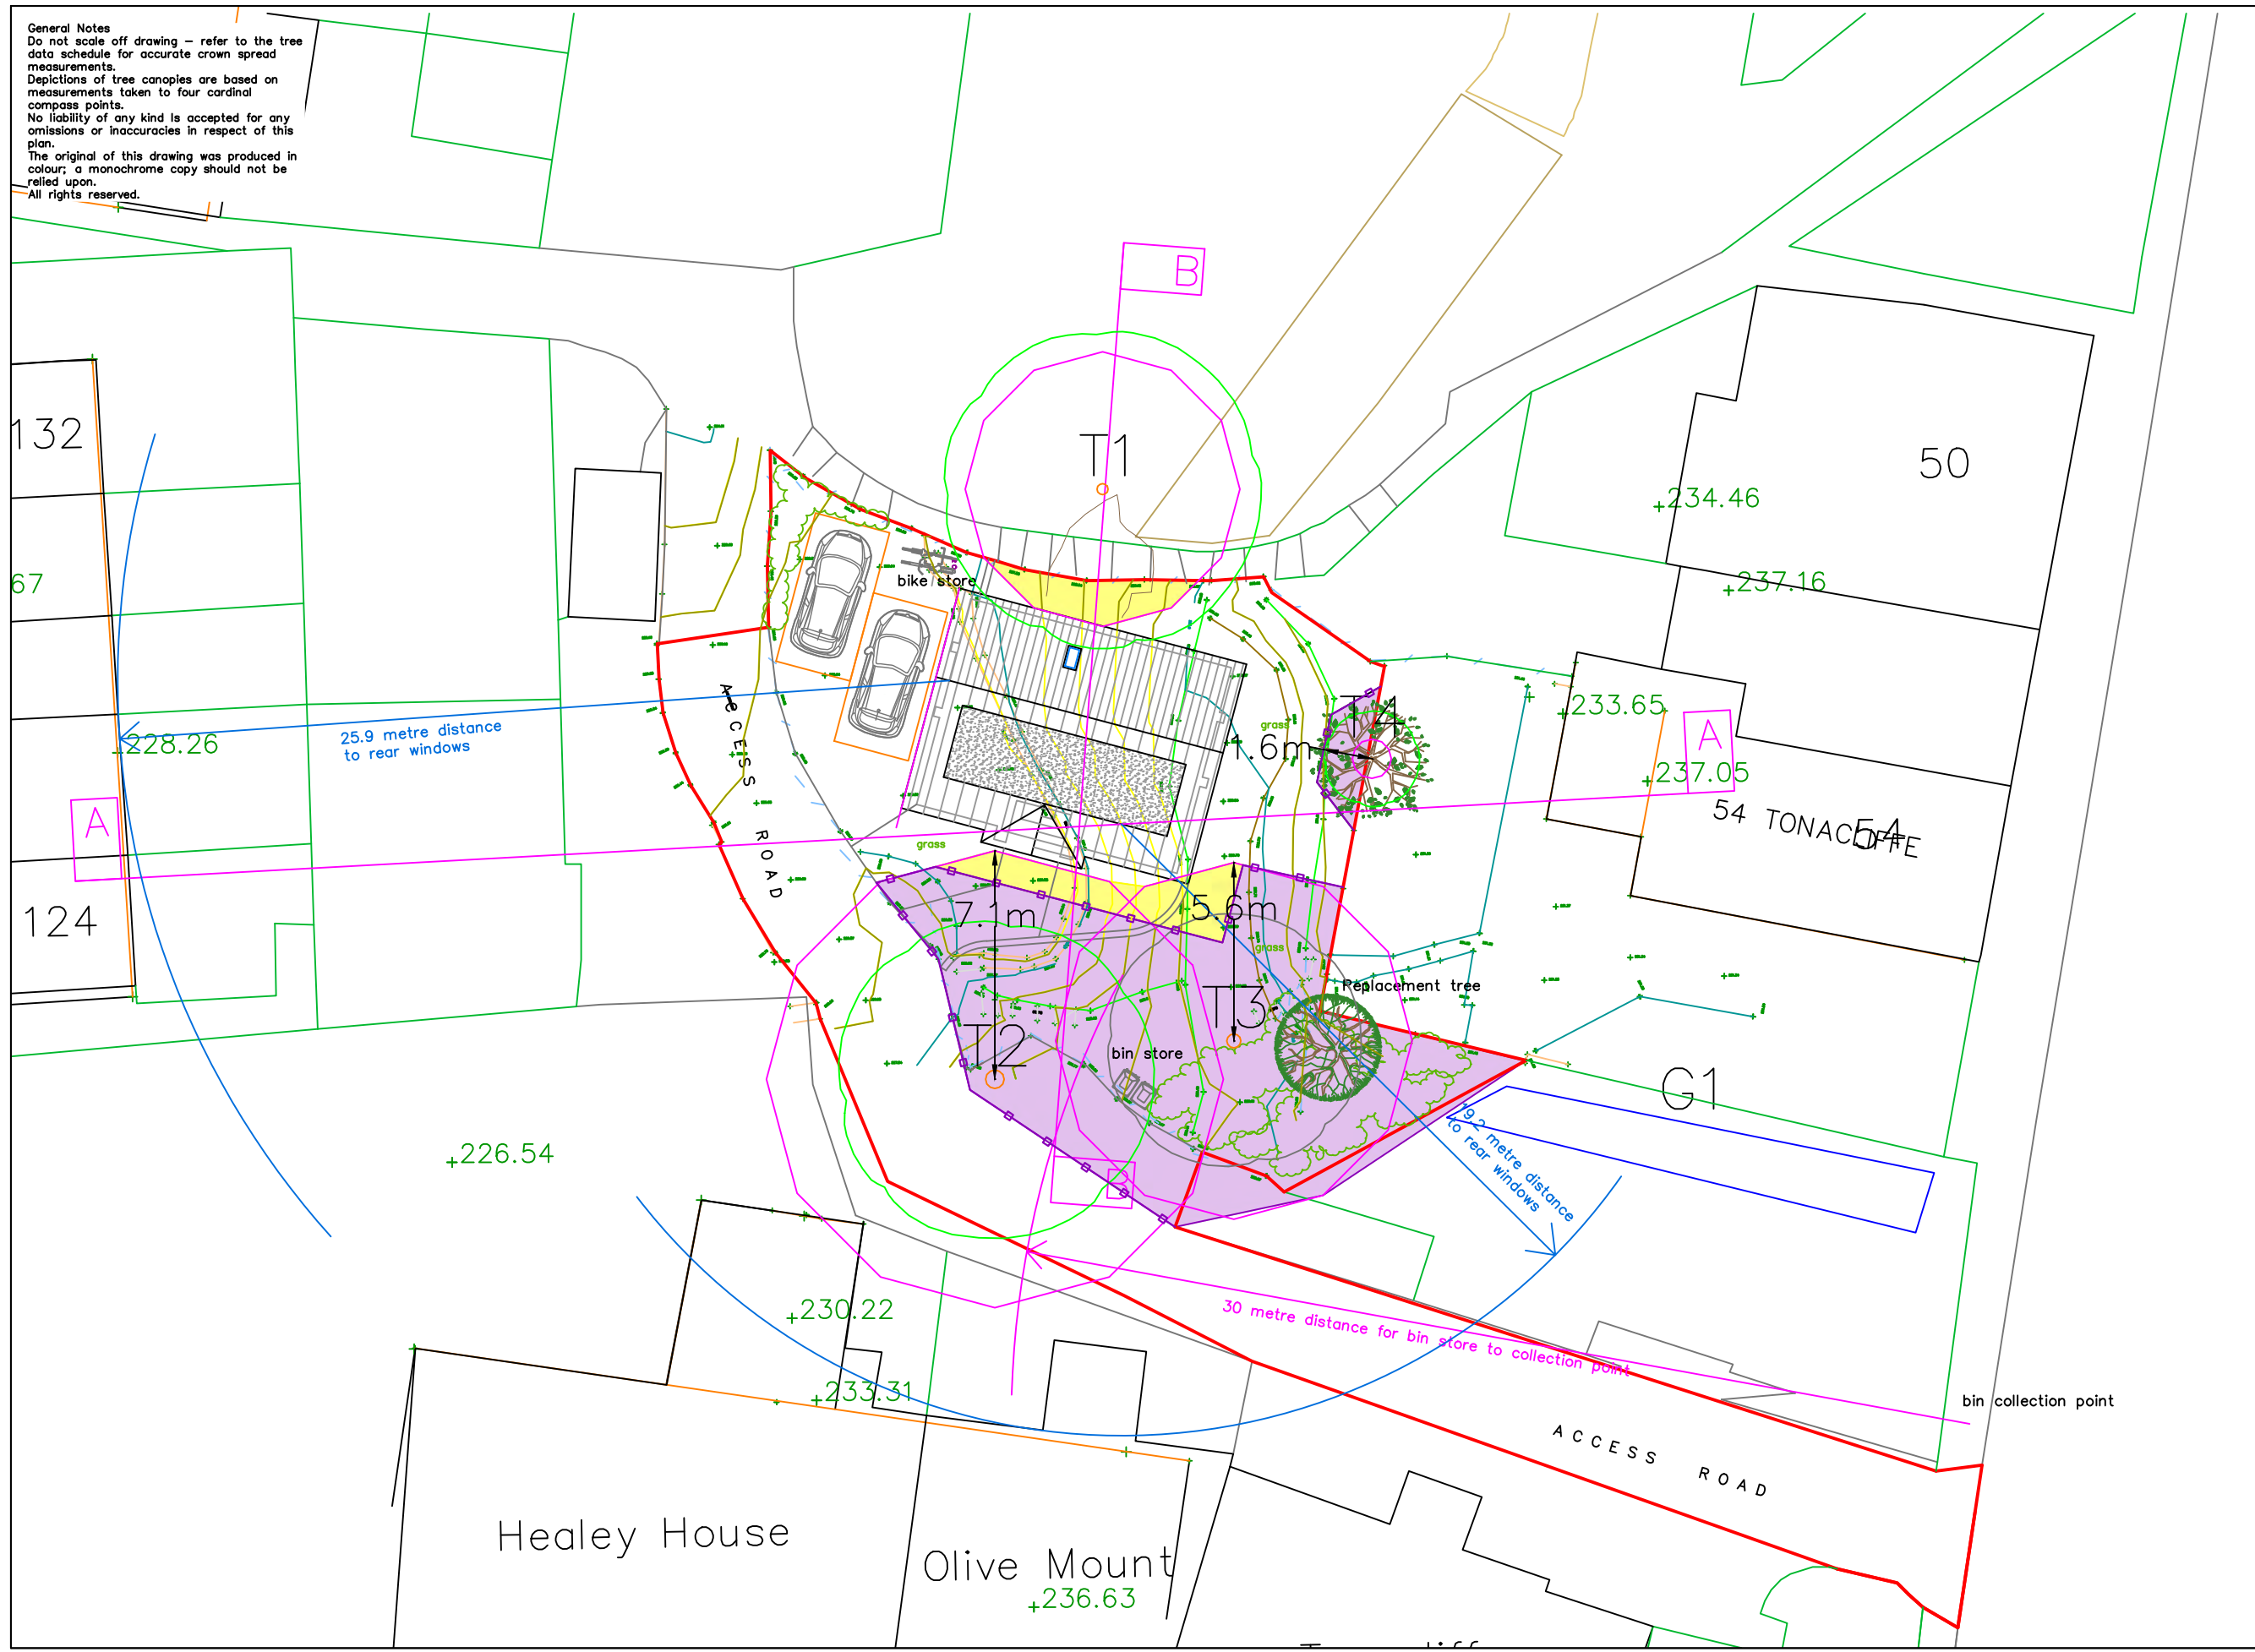 General Notes
Do not scale off drawing – refer to the tree
data schedule for accurate crown spread
measurements.
Depictions of tree canopies are based on
measurements taken to four cardinal
compass points.
No liability of any kind is accepted for any
omissions or inaccuracies in respect of this
plan.
The original of this drawing was produced in
colour; a monochrome copy should not be
relied upon.
All rights reserved.
B
T1
132
50
+234.46
bike store
67
+237.16
T4
+233.65
grass
1.6m
A
ACCESS ROAD
25.9 metre distance
to rear windows
+228.26
+237.05
A
54 TONACLIFFE
54
grass
124
7.1m
5.6m
grass
Replacement tree
T3
T2
bin store
G1
19.2 metre distance
to rear windows
+226.54
B
+230.22
30 metre distance for bin store to collection point
+233.31
bin collection point
ACCESS ROAD
Healey House
Olive Mount
+236.63